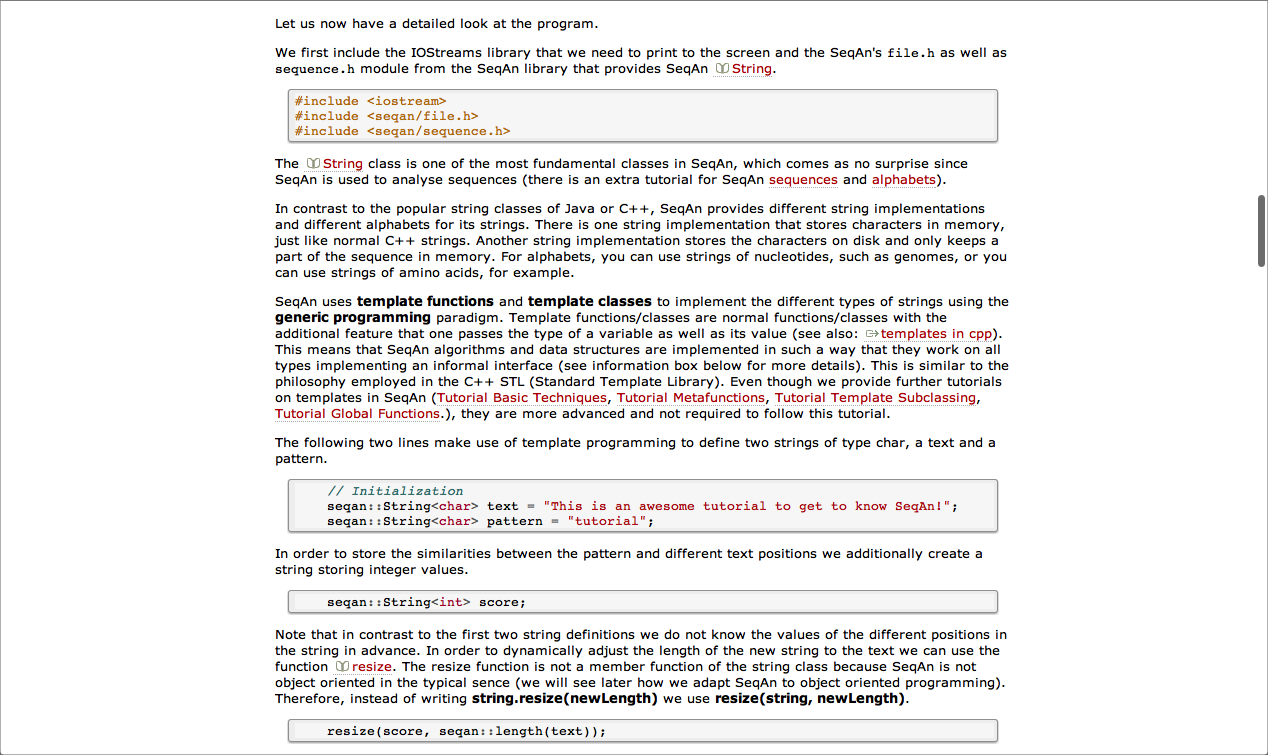 Let us now have a detailed look at the program.
We first include the IOStreams library that we need to print to the screen and the SeqAn's file.h as well as
sequence.h module from the SeqAn library that provides SeqAn String.
#include <iostream>
#include <seqan/file.h>
#include <seqan/sequence.h>
The String class is one of the most fundamental classes in SeqAn, which comes as no surprise since
SeqAn is used to analyse sequences (there is an extra tutorial for SeqAn sequences and alphabets).
In contrast to the popular string classes of Java or C++, SeqAn provides different string implementations
and different alphabets for its strings. There is one string implementation that stores characters in memory,
just like normal C++ strings. Another string implementation stores the characters on disk and only keeps a
part of the sequence in memory. For alphabets, you can use strings of nucleotides, such as genomes, or you
can use strings of amino acids, for example.
SeqAn uses template functions and template classes to implement the different types of strings using the
generic programming paradigm. Template functions/classes are normal functions/classes with the
additional feature that one passes the type of a variable as well as its value (see also: templates in cpp).
This means that SeqAn algorithms and data structures are implemented in such a way that they work on all
types implementing an informal interface (see information box below for more details). This is similar to the
philosophy employed in the C++ STL (Standard Template Library). Even though we provide further tutorials
on templates in SeqAn (Tutorial Basic Techniques, Tutorial Metafunctions, Tutorial Template Subclassing,
Tutorial Global Functions.), they are more advanced and not required to follow this tutorial.
The following two lines make use of template programming to define two strings of type char, a text and a
pattern.
// Initialization
seqan::String<char> text = "This is an awesome tutorial to get to know SeqAn!";
seqan::String<char> pattern = "tutorial";
In order to store the similarities between the pattern and different text positions we additionally create a
string storing integer values.
seqan::String<int> score;
Note that in contrast to the first two string definitions we do not know the values of the different positions in
the string in advance. In order to dynamically adjust the length of the new string to the text we can use the
function resize. The resize function is not a member function of the string class because SeqAn is not
object oriented in the typical sence (we will see later how we adapt SeqAn to object oriented programming).
Therefore, instead of writing string.resize(newLength) we use resize(string, newLength).
resize(score, seqan::length(text));